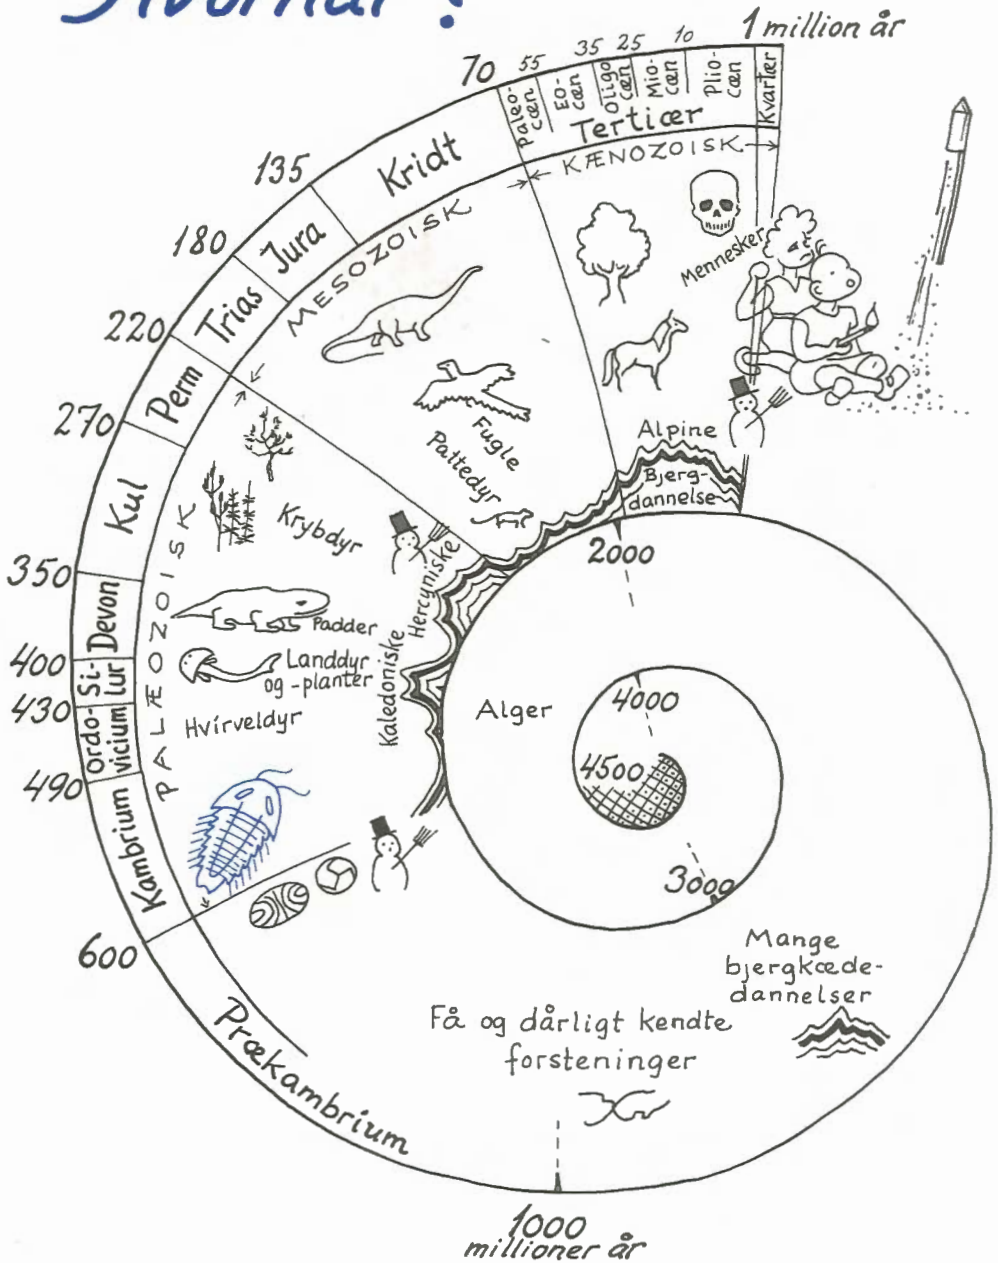 Hvornår?
1 million år
10
25
35
55
70
135
180
220
270
350
400
430
490
600
Kvartær
Plio-
cæn
Mio-
cæn
Oligo
cæn
Eo-
cæn
Paleo-
cæn
Tertiær
Kridt
Jura
Trias
Perm
Kul
Devon
Si-
lur
Ordo-
vicium
Kambrium
Prækambrium
KÆNOZOISK
MESOZOISK
PALÆOZOISK
Mennesker
Fugle
Pattedyr
Krybdyr
Padder
Landdyr
og -planter
Hvirveldyr
Alpine
Bjerg-
dannelse
Hercyniske
Kaledoniske
2000
Alger
4000
4500
3000
Mange
bjergkæde-
dannelser
Få og dårligt kendte
forsteninger
1000
millioner år